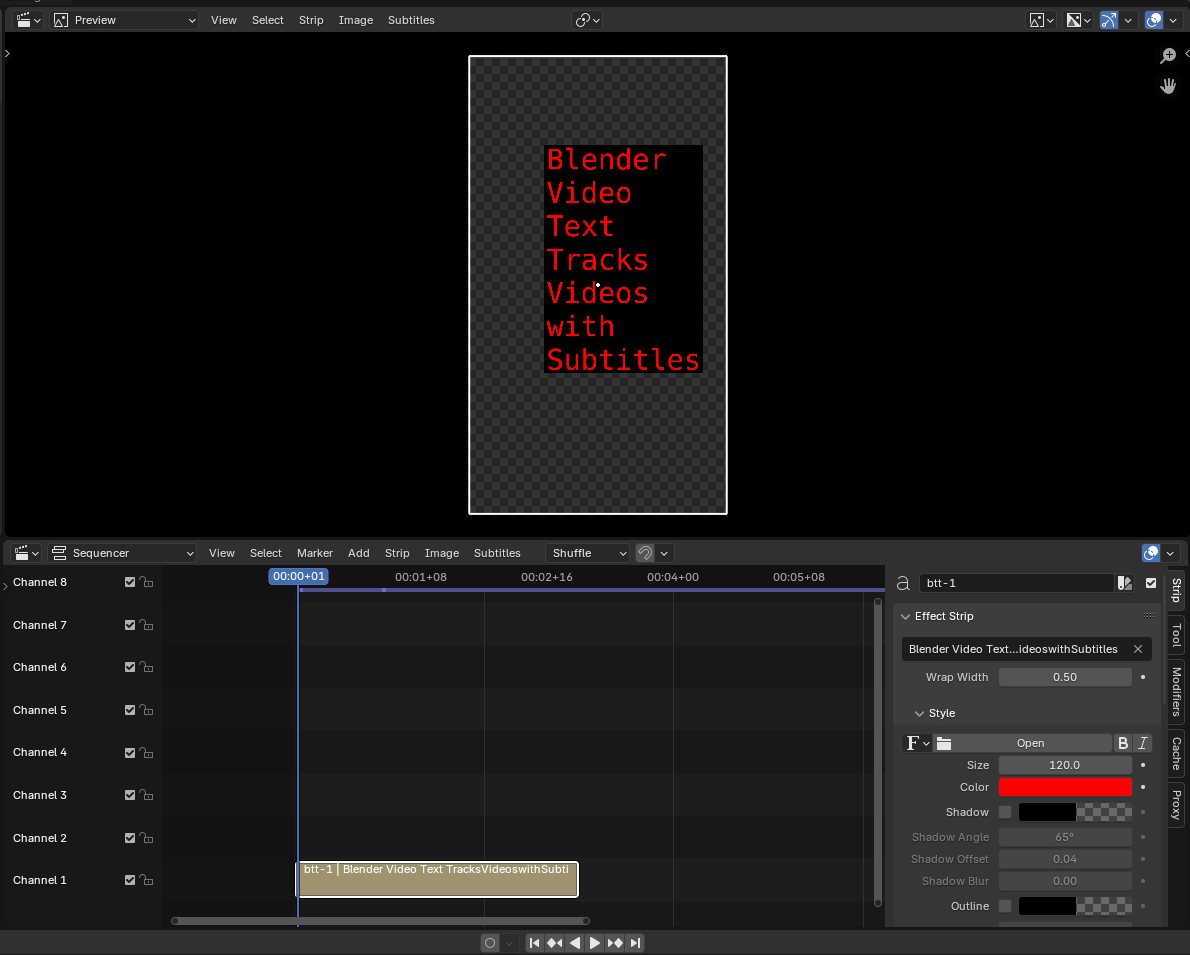 Preview View Select Strip Image Subtitles
Blender
Video
Text
Tracks
Videos
with
Subtitles
Sequencer View Select Marker Add Strip Image Subtitles Shuffle
00:00+01 00:01+08 00:02+16 00:04+00 00:05+08
Channel 8
Channel 7
Channel 6
Channel 5
Channel 4
Channel 3
Channel 2
Channel 1
btt-1 | Blender Video Text TracksVideoswithSubti
btt-1
Effect Strip
Blender Video Text...ideoswithSubtitles
Wrap Width 0.50
Style
F Open B I
Size 120.0
Color
Shadow
Shadow Angle 65°
Shadow Offset 0.04
Shadow Blur 0.00
Outline
Strip
Tool
Modifiers
Cache
Proxy